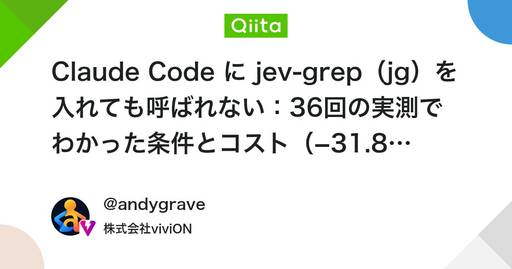 Qiita
Claude Code に jev-grep（jg）を
入れても呼ばれない：36回の実測で
わかった条件とコスト（−31.8…
@andygrave
株式会社viviON